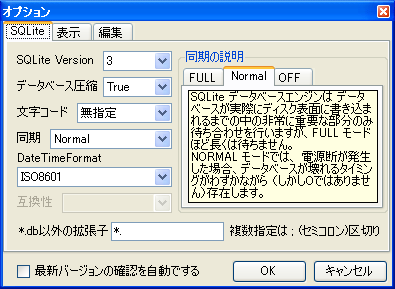 オプション
SQLite 表示 編集
SQLite Version 3
データベース圧縮 True
文字コード 無指定
同期 Normal
DateTimeFormat
ISO8601
互換性
同期の説明
FULL Normal OFF
SQLite データベースエンジンは データ
ベースが実際にディスク表面に書き込ま
れるまでの中の非常に重要な部分のみ
待ち合わせを行いますが、FULL モード
ほど長くは待ちません。
NORMAL モードでは、電源断が発生
した場合、データベースが壊れるタイミン
グがわずかながら（しかし0ではありませ
ん）存在します。
*.db以外の拡張子 *. 複数指定は ; (セミコロン)区切り
最新バージョンの確認を自動でする OK キャンセル